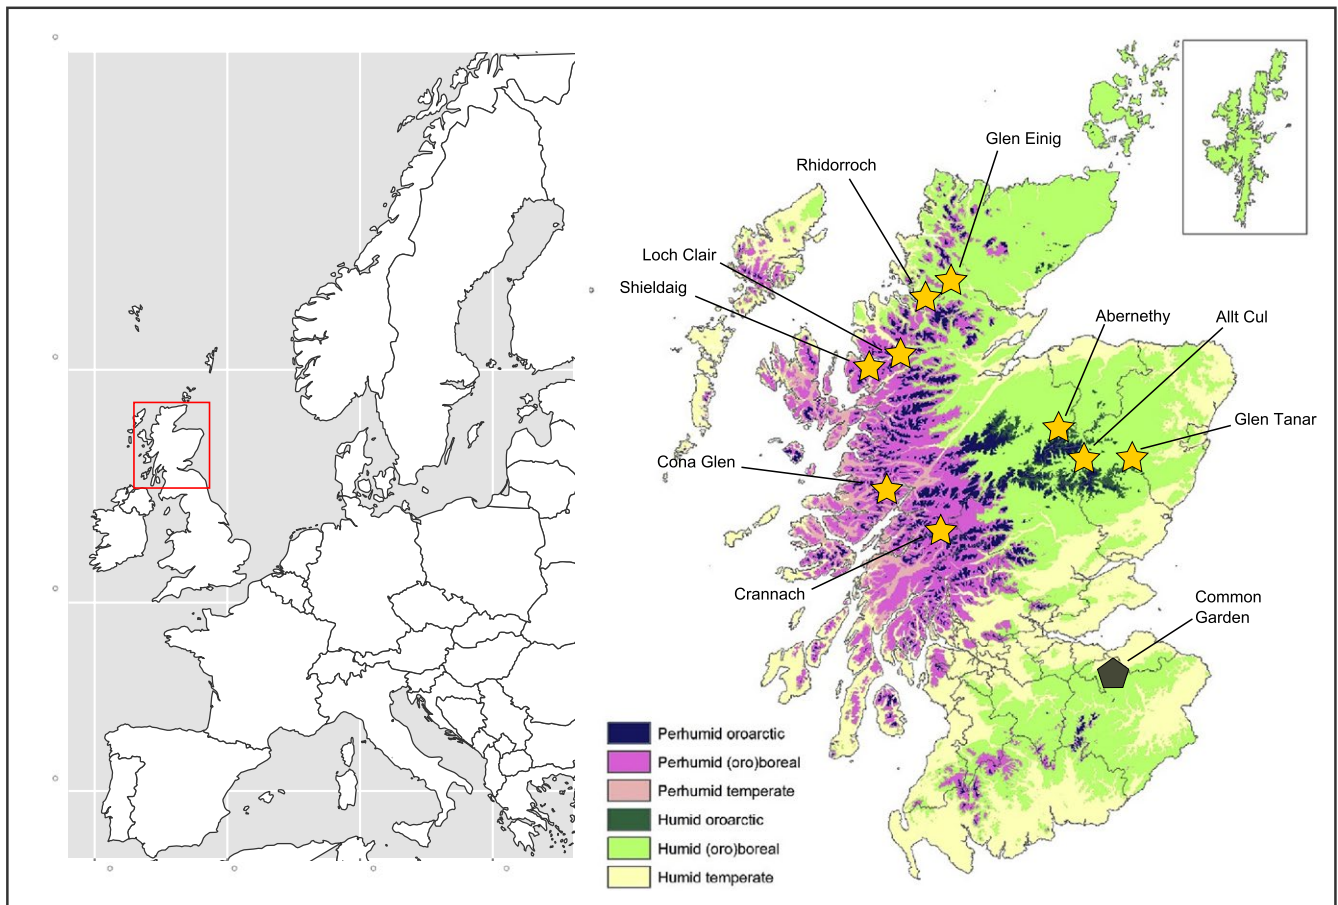 Glen Einig
Rhidorroch
Loch Clair
Shieldaig
Abernethy
Allt Cul
Glen Tanar
Cona Glen
Crannach
Common
Garden
Perhumid oroarctic
Perhumid (oro)boreal
Perhumid temperate
Humid oroarctic
Humid (oro)boreal
Humid temperate